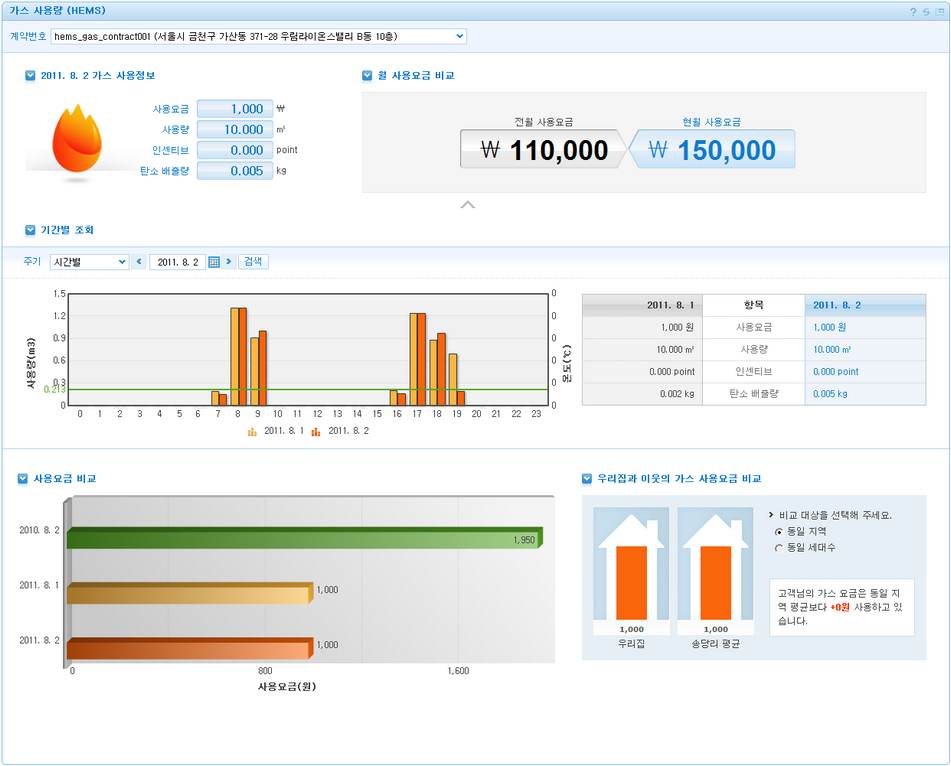 가스 사용량 (HEMS)
계약번호 hems_gas_contract001 (서울시 금천구 가산동 371-28 우림라이온스밸리 B동 10층)
2011. 8. 2 가스 사용정보
사용요금 1,000 ₩
사용량 10.000 m³
인센티브 0.000 point
탄소 배출량 0.005 kg
월 사용요금 비교
전월 사용요금 현월 사용요금
₩ 110,000 ₩ 150,000
기간별 조회
주기 시간별 2011. 8. 2 검색
사용량(m3)
1.5
1.2
0.9
0.6
0.3
0.213
0
0
0
0
0
0
0
온도(℃)
0 1 2 3 4 5 6 7 8 9 10 11 12 13 14 15 16 17 18 19 20 21 22 23
2011. 8. 1 2011. 8. 2
2011. 8. 1 항목 2011. 8. 2
1,000 원 사용요금 1,000 원
10.000 m³ 사용량 10.000 m³
0.000 point 인센티브 0.000 point
0.002 kg 탄소 배출량 0.005 kg
사용요금 비교
2010. 8. 2 1,950
2011. 8. 1 1,000
2011. 8. 2 1,000
0 800 1,600
사용요금(원)
우리집과 이웃의 가스 사용요금 비교
1,000 1,000
우리집 송당리 평균
비교 대상을 선택해 주세요.
동일 지역
동일 세대수
고객님의 가스 요금은 동일 지
역 평균보다 +0원 사용하고 있
습니다.